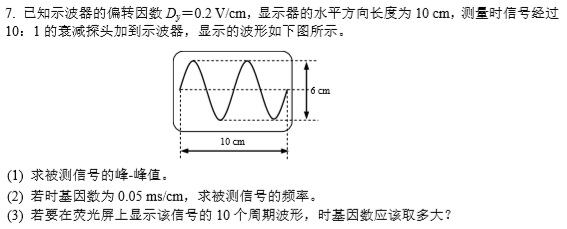 7. 已知示波器的偏转因数 Dy＝0.2 V/cm，显示器的水平方向长度为 10 cm，测量时信号经过
10：1 的衰减探头加到示波器，显示的波形如下图所示。
6 cm
10 cm
(1) 求被测信号的峰-峰值。
(2) 若时基因数为 0.05 ms/cm，求被测信号的频率。
(3) 若要在荧光屏上显示该信号的 10 个周期波形，时基因数应该取多大？